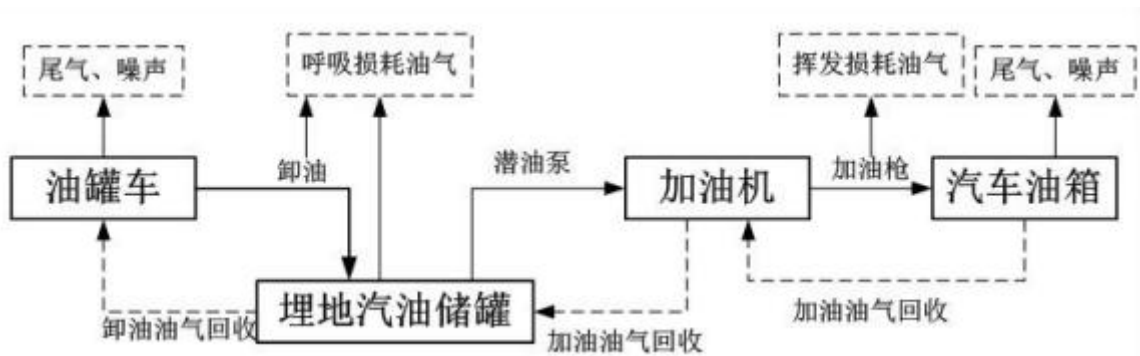 尾气、噪声
呼吸损耗油气
挥发损耗油气
尾气、噪声
油罐车
卸油
潜油泵
加油机
加油枪
汽车油箱
埋地汽油储罐
卸油油气回收
加油油气回收
加油油气回收